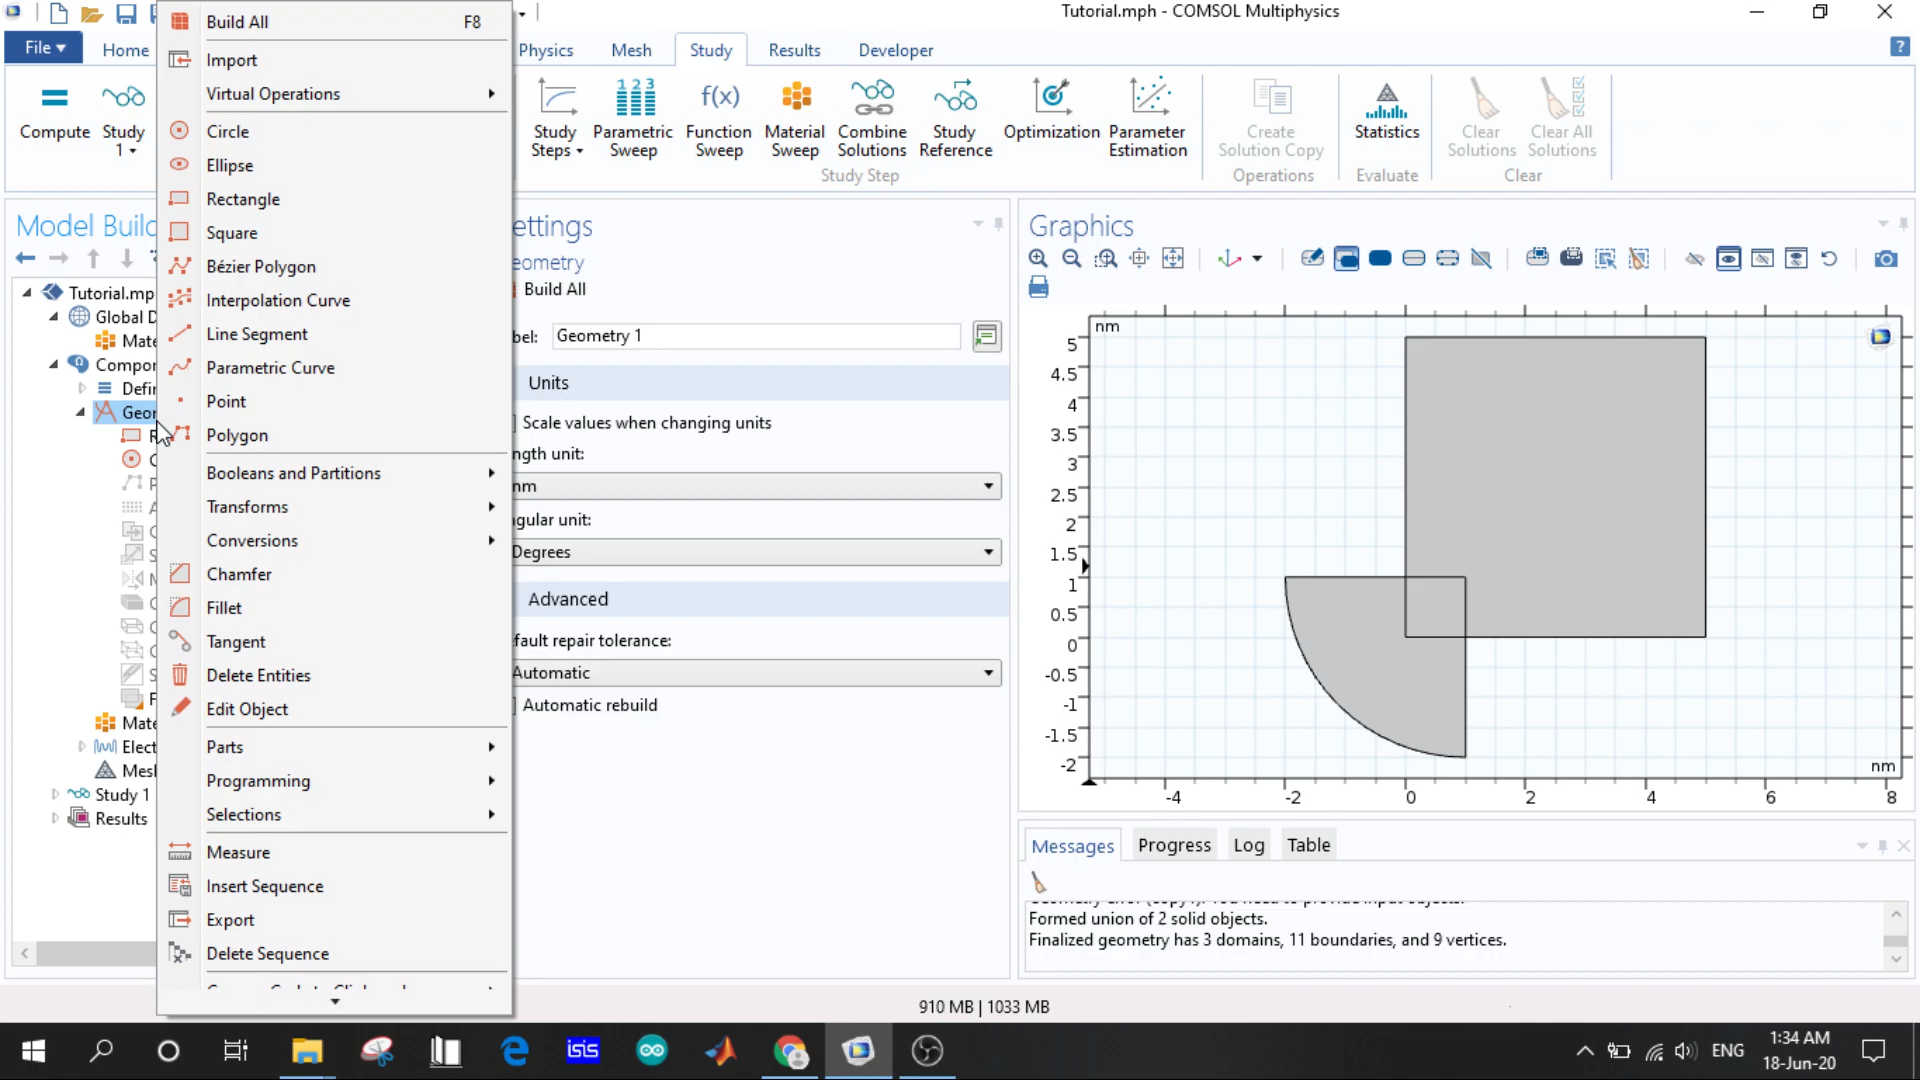 Tutorial.mph - COMSOL Multiphysics
File
Home
Physics
Mesh
Study
Results
Developer
Compute
Study
1
Study
Steps
Parametric
Sweep
Function
Sweep
Material
Sweep
Combine
Solutions
Study
Reference
Optimization
Parameter
Estimation
Create
Solution Copy
Statistics
Clear
Solutions
Clear All
Solutions
Study Step
Operations
Evaluate
Clear
Build All F8
Import
Virtual Operations
Circle
Ellipse
Rectangle
Square
Bézier Polygon
Interpolation Curve
Line Segment
Parametric Curve
Point
Polygon
Booleans and Partitions
Transforms
Conversions
Chamfer
Fillet
Tangent
Delete Entities
Edit Object
Parts
Programming
Selections
Measure
Insert Sequence
Export
Delete Sequence
Model Builc
Tutorial.mp
Global D
Mate
Compor
Defin
Geor
Mate
Elect
Mesh
Study 1
Results
ettings
eometry
Build All
bel: Geometry 1
Units
Scale values when changing units
ngth unit:
nm
gular unit:
Degrees
Advanced
fault repair tolerance:
Automatic
Automatic rebuild
Graphics
nm
5
4.5
4
3.5
3
2.5
2
1.5
1
0.5
0
-0.5
-1
-1.5
-2
nm
-4 -2 0 2 4 6 8
Messages Progress Log Table
Formed union of 2 solid objects.
Finalized geometry has 3 domains, 11 boundaries, and 9 vertices.
910 MB | 1033 MB
isis
ENG
1:34 AM
18-Jun-20